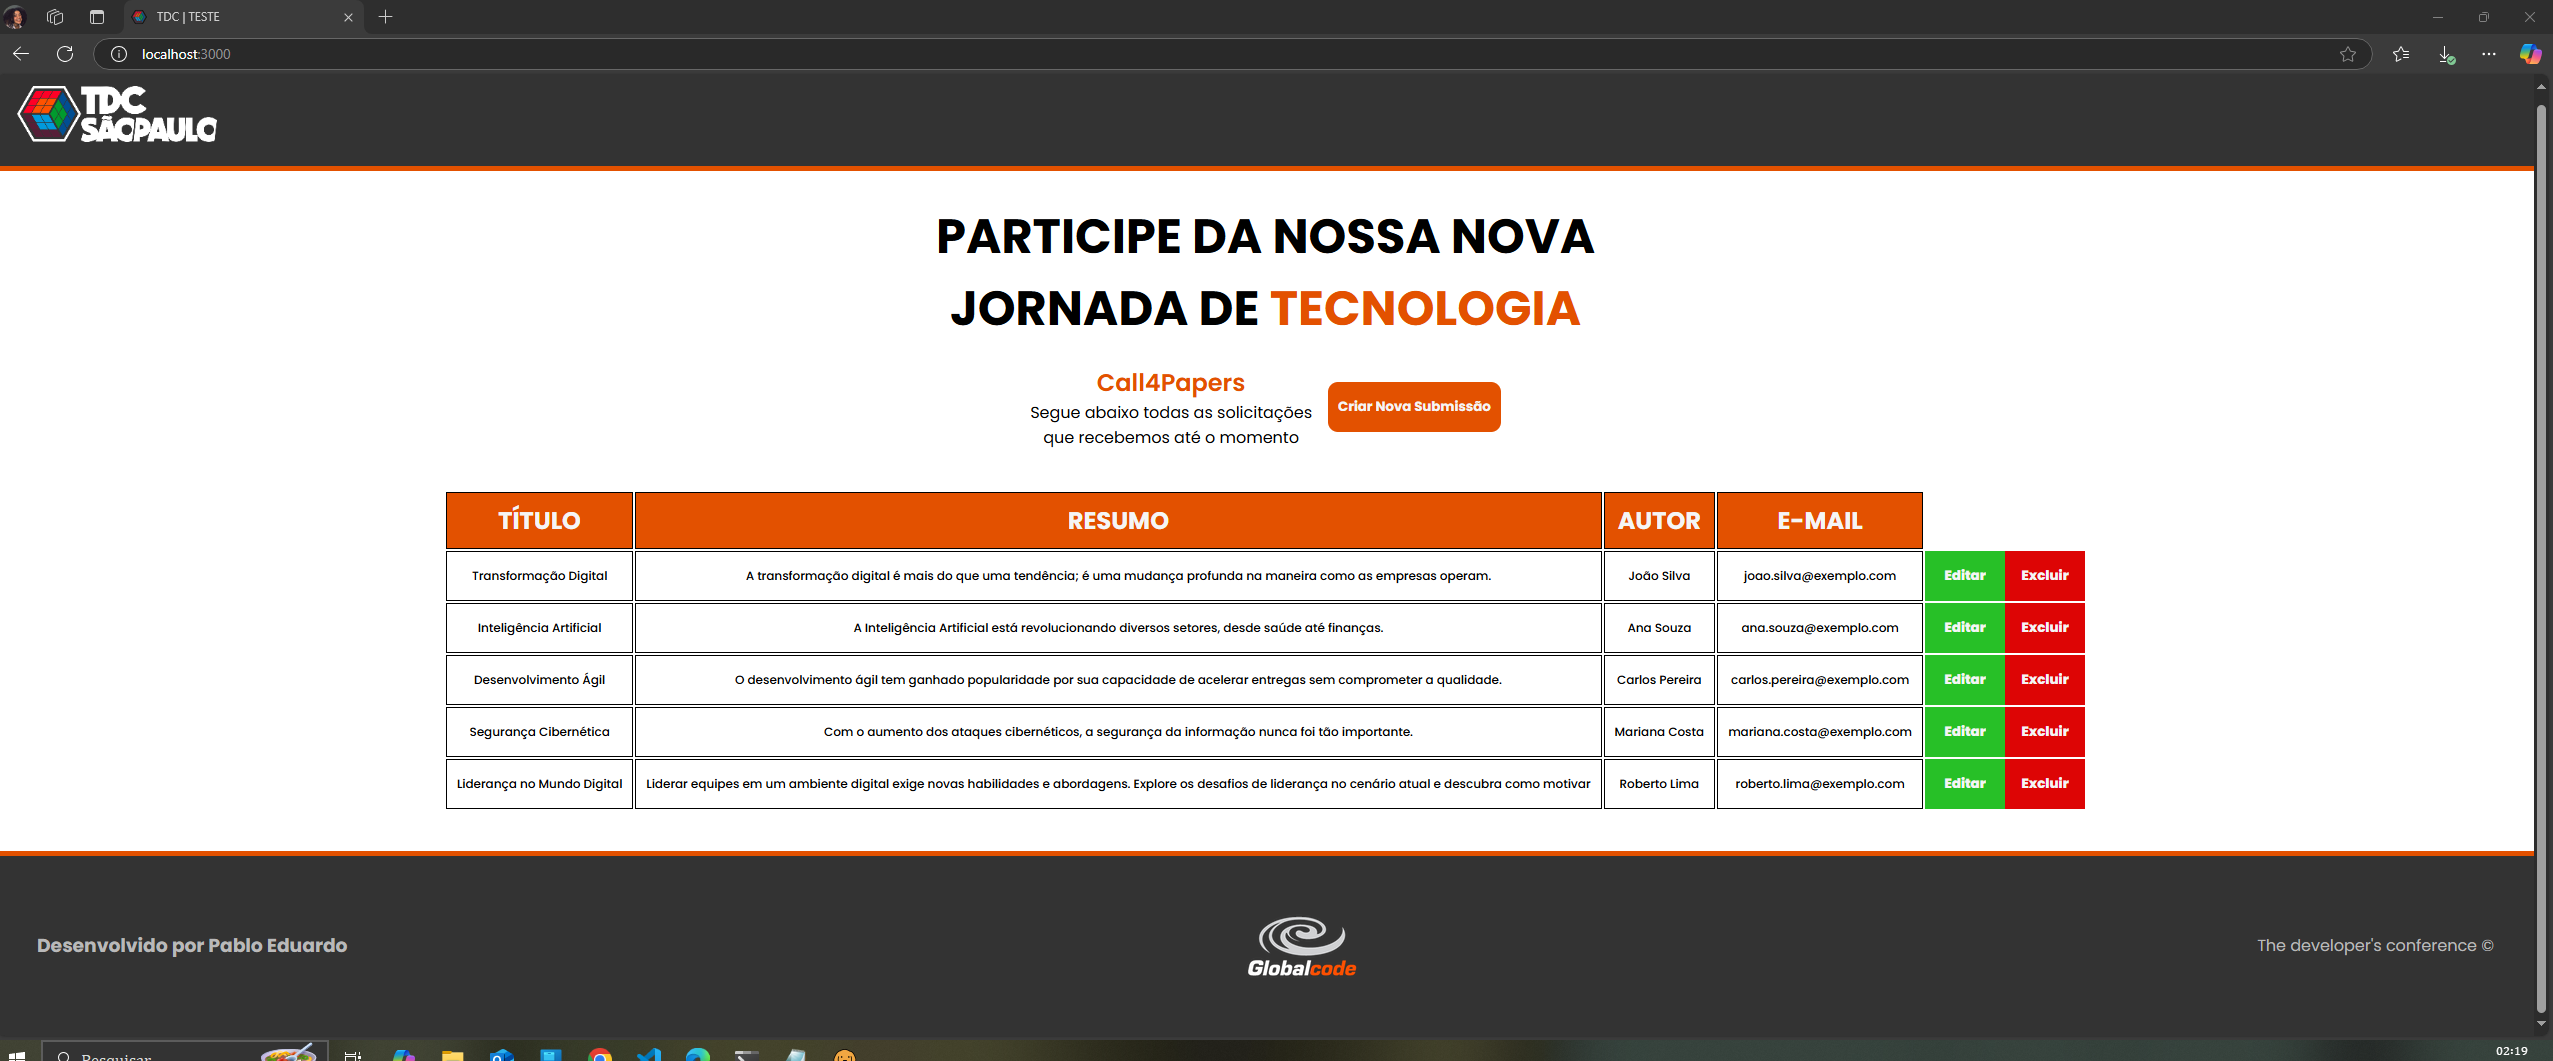 TDC | TESTE
localhost:3000
TDC
SÃOPAULO
PARTICIPE DA NOSSA NOVA
JORNADA DE TECNOLOGIA
Call4Papers
Segue abaixo todas as solicitações
que recebemos até o momento
Criar Nova Submissão
TÍTULO RESUMO AUTOR E-MAIL
Transformação Digital A transformação digital é mais do que uma tendência; é uma mudança profunda na maneira como as empresas operam. João Silva joao.silva@exemplo.com Editar Excluir
Inteligência Artificial A Inteligência Artificial está revolucionando diversos setores, desde saúde até finanças. Ana Souza ana.souza@exemplo.com Editar Excluir
Desenvolvimento Ágil O desenvolvimento ágil tem ganhado popularidade por sua capacidade de acelerar entregas sem comprometer a qualidade. Carlos Pereira carlos.pereira@exemplo.com Editar Excluir
Segurança Cibernética Com o aumento dos ataques cibernéticos, a segurança da informação nunca foi tão importante. Mariana Costa mariana.costa@exemplo.com Editar Excluir
Liderança no Mundo Digital Liderar equipes em um ambiente digital exige novas habilidades e abordagens. Explore os desafios de liderança no cenário atual e descubra como motivar Roberto Lima roberto.lima@exemplo.com Editar Excluir
Desenvolvido por Pablo Eduardo
Globalcode
The developer's conference ©
Pesquisar
02:19